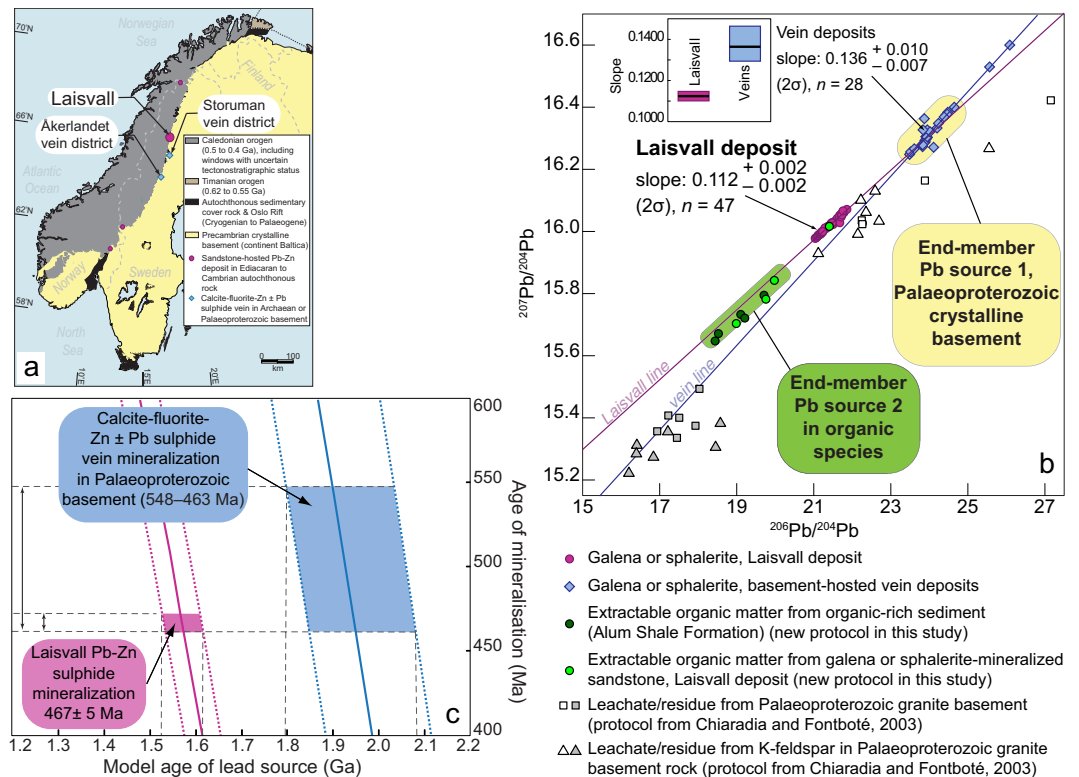 a
70°N
66°N
62°N
58°N
10°E
15°E
20°E
Norwegian
Sea
Atlantic
Ocean
North
Sea
Finland
Norway
Sweden
Laisvall
Storuman
vein district
Åkerlandet
vein district
Caledonian orogen
(0.5 to 0.4 Ga), including
windows with uncertain
tectonostratigraphic status
Timanian orogen
(0.62 to 0.55 Ga)
Autochthonous sedimentary
cover rock & Oslo Rift
(Cryogenian to Palaeogene)
Precambrian crystalline
basement (continent Baltica)
Sandstone-hosted Pb-Zn
deposit in Ediacaran to
Cambrian autochthonous
rock
Calcite-fluorite-Zn ± Pb
sulphide vein in Archaean or
Palaeoproterozoic basement
0 100
km
b
16.6
16.4
16.2
16.0
15.8
15.6
15.4
15.2
207Pb/204Pb
15 17 19 21 23 25 27
206Pb/204Pb
0.1400
0.1200
0.1000
Slope
Laisvall
Veins
Vein deposits
slope: 0.136 + 0.010
– 0.007
(2σ), n = 28
Laisvall deposit
slope: 0.112 + 0.002
– 0.002
(2σ), n = 47
End-member
Pb source 1,
Palaeoproterozoic
crystalline
basement
End-member
Pb source 2
in organic
species
Laisvall line
vein line
c
Calcite-fluorite-
Zn ± Pb sulphide
vein mineralization
in Palaeoproterozoic
basement (548–463 Ma)
Laisvall Pb-Zn
sulphide
mineralization
467± 5 Ma
600
550
500
450
400
Age of mineralisation (Ma)
1.2 1.3 1.4 1.5 1.6 1.7 1.8 1.9 2.0 2.1 2.2
Model age of lead source (Ga)
Galena or sphalerite, Laisvall deposit
Galena or sphalerite, basement-hosted vein deposits
Extractable organic matter from organic-rich sediment
(Alum Shale Formation) (new protocol in this study)
Extractable organic matter from galena or sphalerite-mineralized
sandstone, Laisvall deposit (new protocol in this study)
Leachate/residue from Palaeoproterozoic granite basement
(protocol from Chiaradia and Fontboté, 2003)
Leachate/residue from K-feldspar in Palaeoproterozoic granite
basement rock (protocol from Chiaradia and Fontboté, 2003)